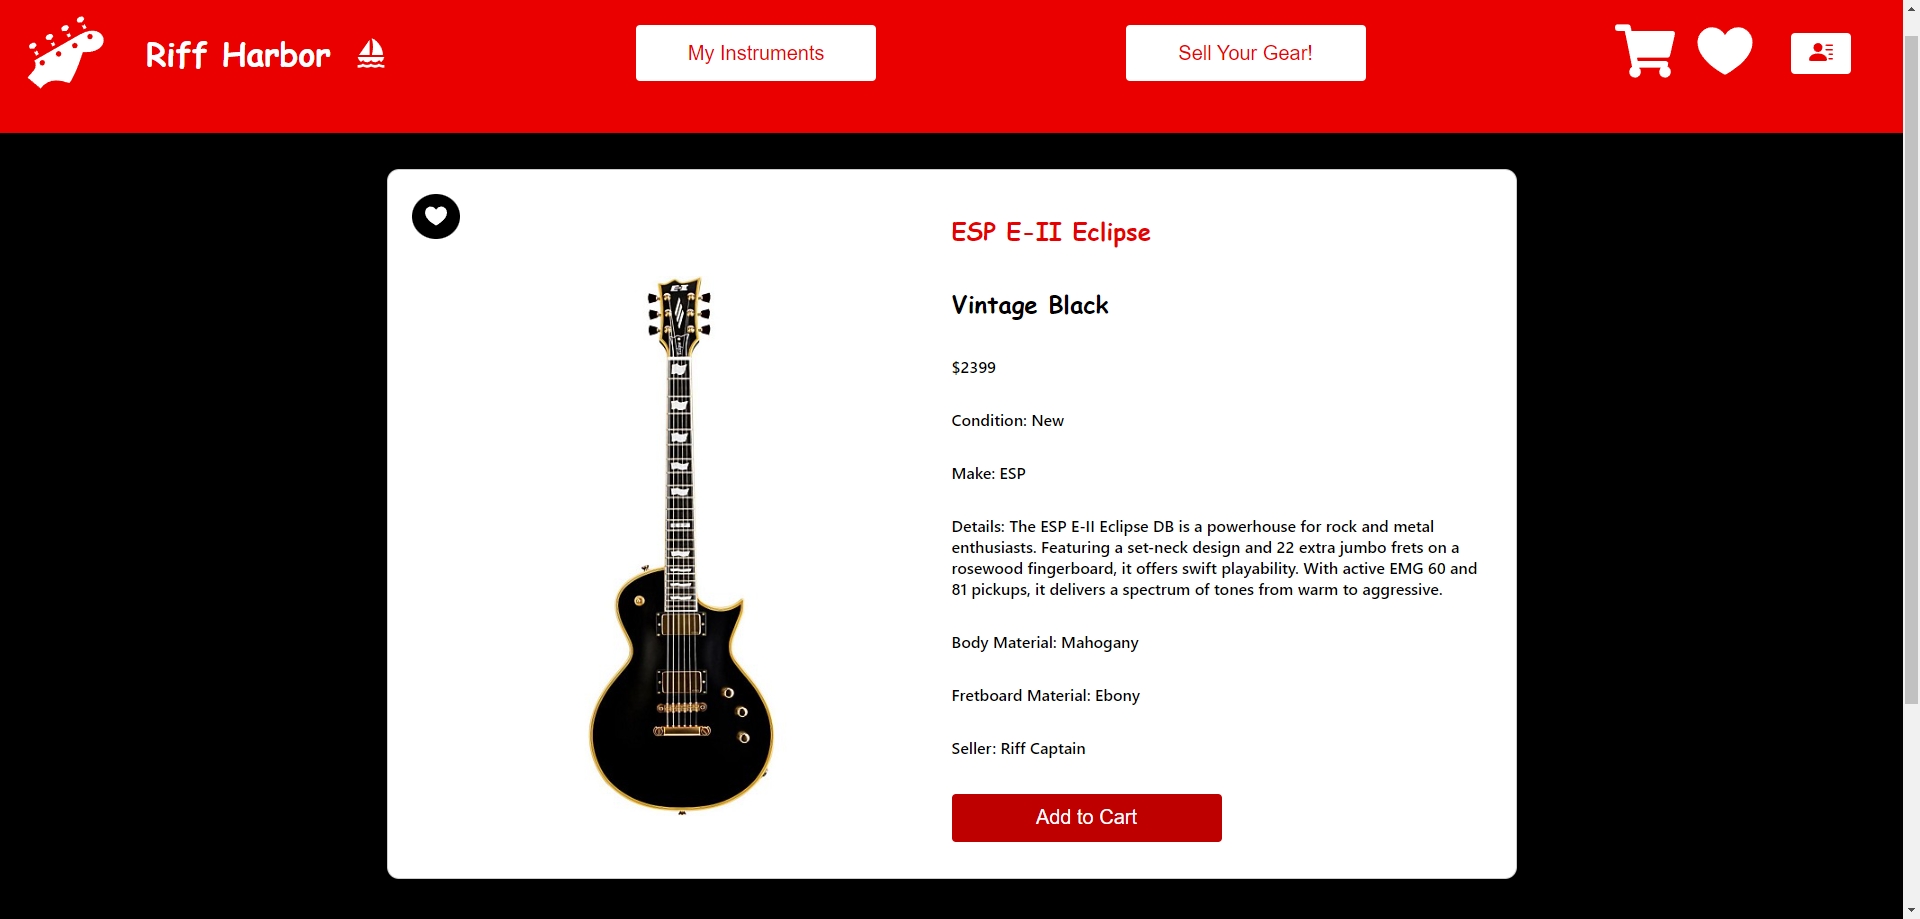 Riff Harbor
My Instruments
Sell Your Gear!
ESP E-II Eclipse
Vintage Black
$2399
Condition: New
Make: ESP
Details: The ESP E-II Eclipse DB is a powerhouse for rock and metal
enthusiasts. Featuring a set-neck design and 22 extra jumbo frets on a
rosewood fingerboard, it offers swift playability. With active EMG 60 and
81 pickups, it delivers a spectrum of tones from warm to aggressive.
Body Material: Mahogany
Fretboard Material: Ebony
Seller: Riff Captain
Add to Cart